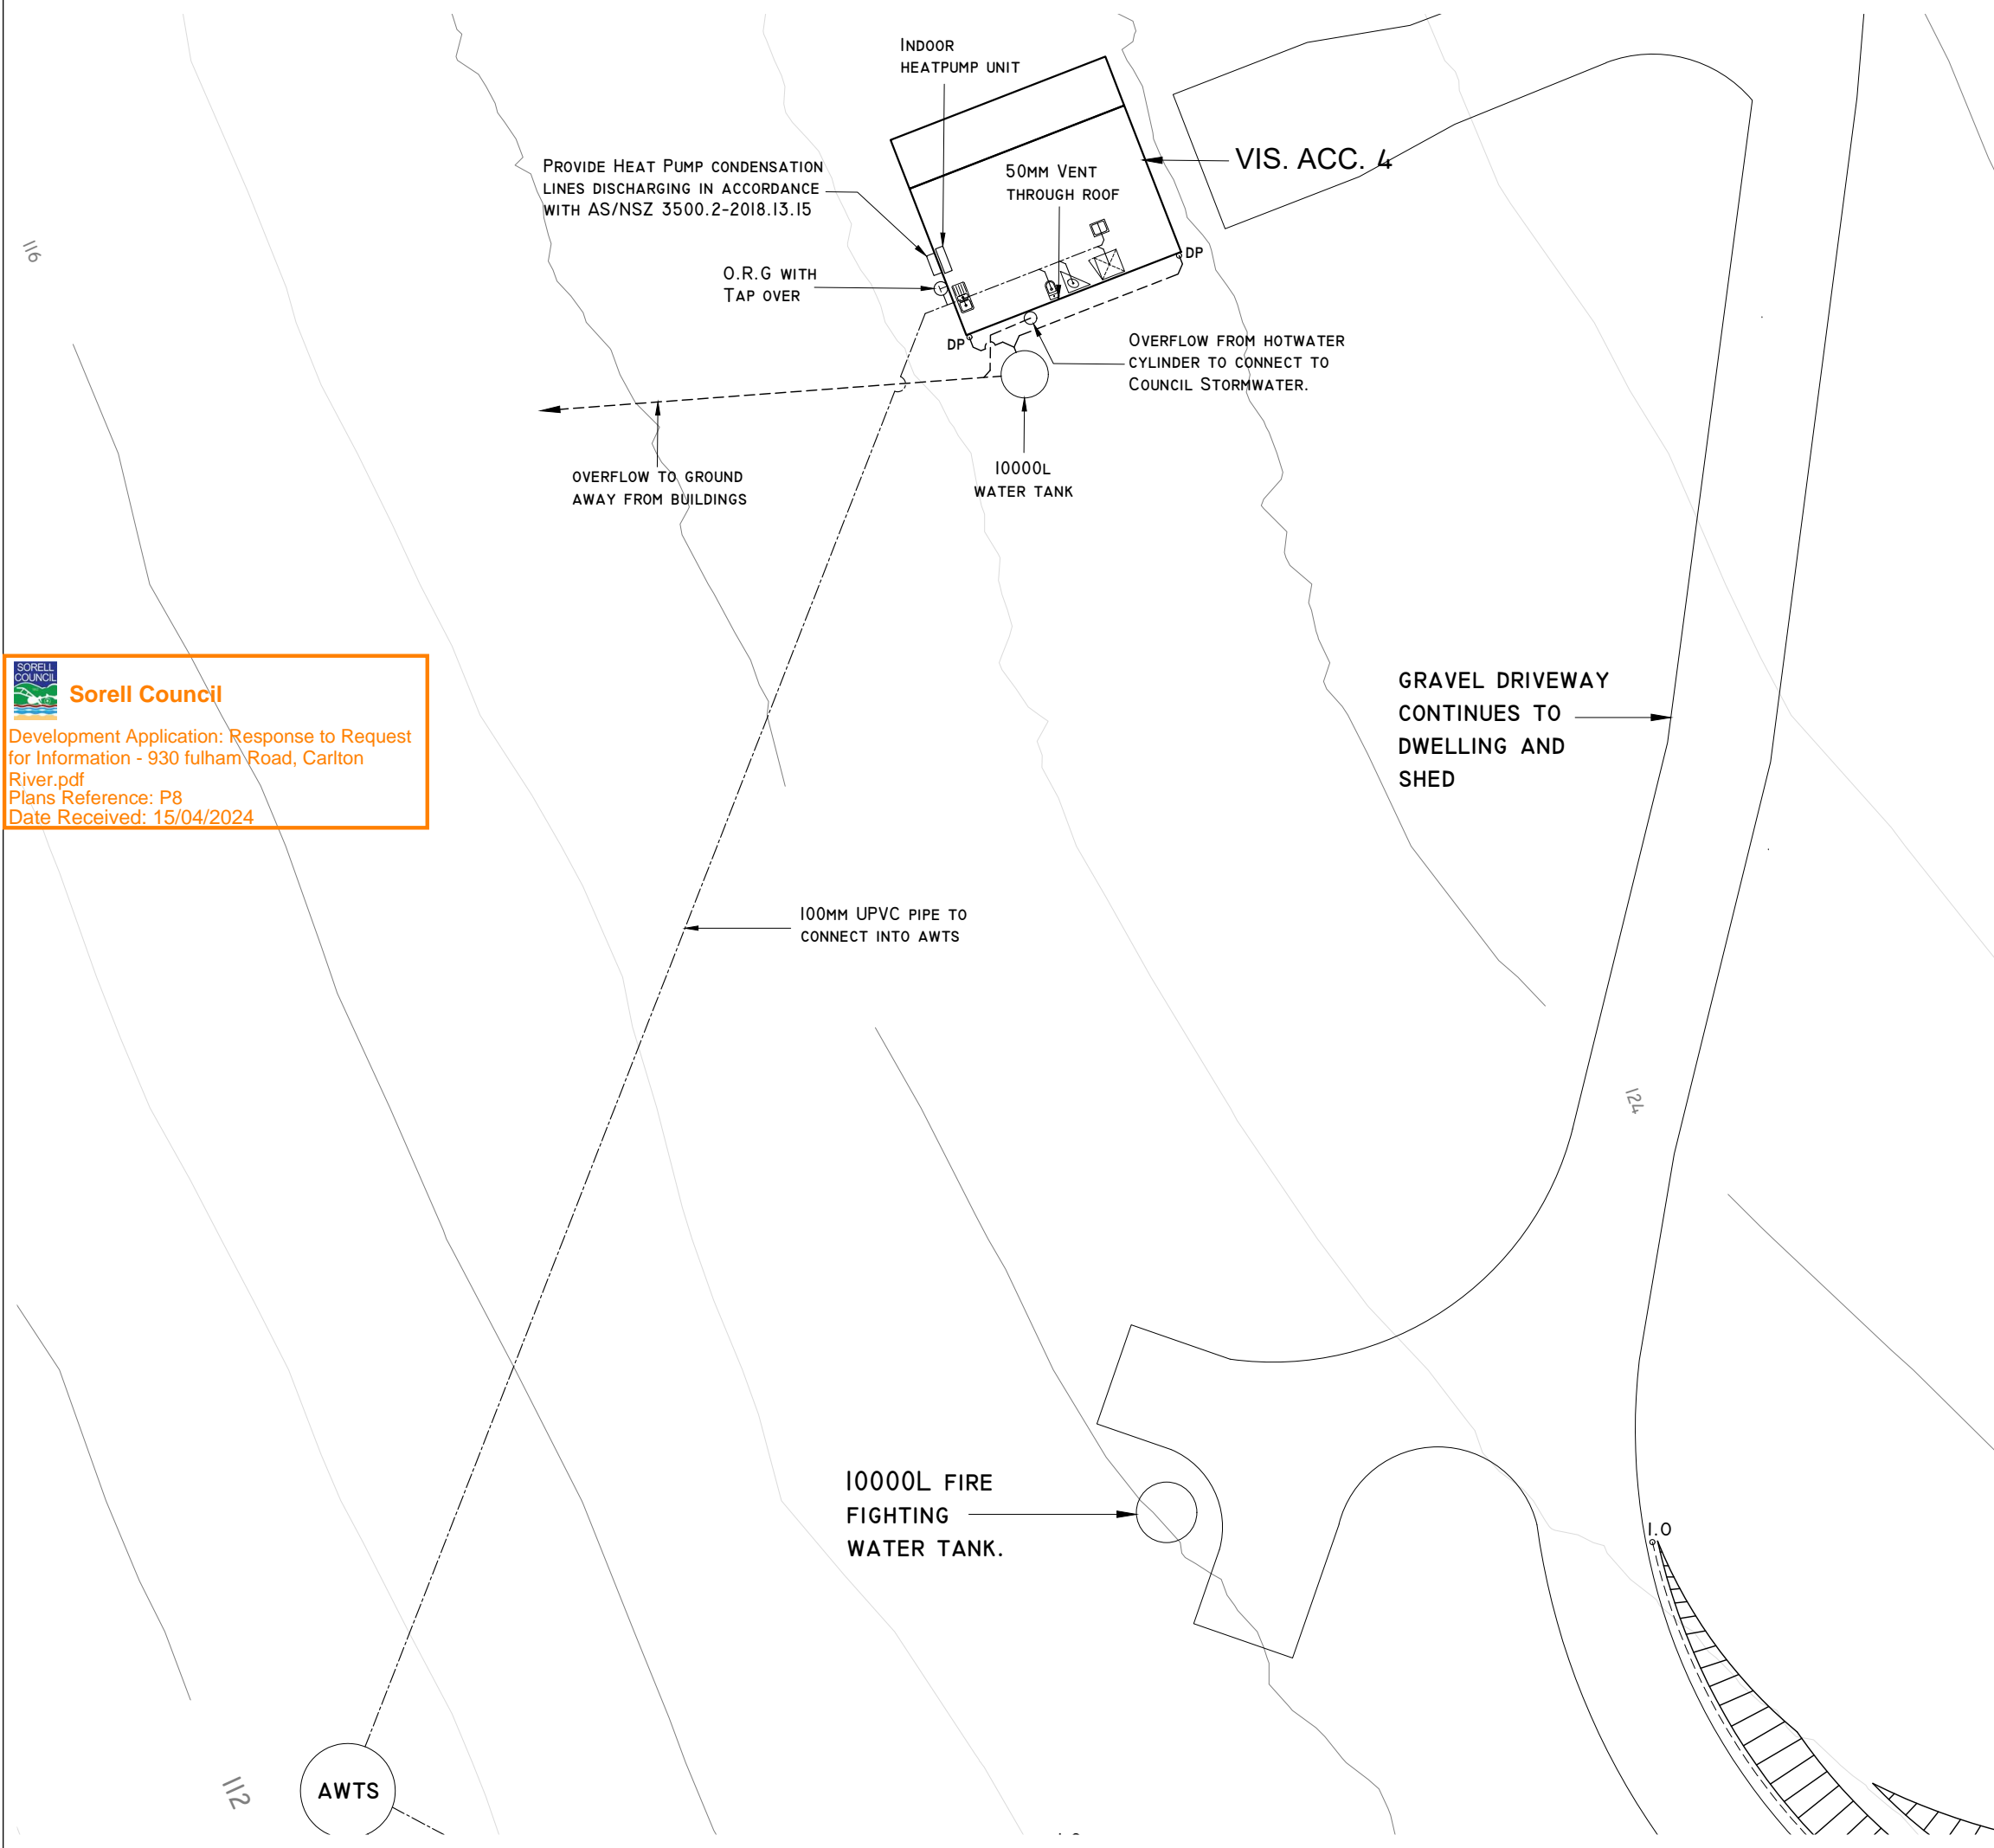 INDOOR
HEATPUMP UNIT
PROVIDE HEAT PUMP CONDENSATION
LINES DISCHARGING IN ACCORDANCE
WITH AS/NSZ 3500.2-2018.13.15
50MM VENT
THROUGH ROOF
VIS. ACC. 4
116
O.R.G WITH
TAP OVER
DP
DP
OVERFLOW FROM HOTWATER
CYLINDER TO CONNECT TO
COUNCIL STORMWATER.
OVERFLOW TO GROUND
AWAY FROM BUILDINGS
10000L
WATER TANK
SORELL
COUNCIL
Sorell Council
Development Application: Response to Request
for Information - 930 fulham Road, Carlton
River.pdf
Plans Reference: P8
Date Received: 15/04/2024
GRAVEL DRIVEWAY
CONTINUES TO
DWELLING AND
SHED
100MM UPVC PIPE TO
CONNECT INTO AWTS
124
10000L FIRE
FIGHTING
WATER TANK.
1.0
112
AWTS